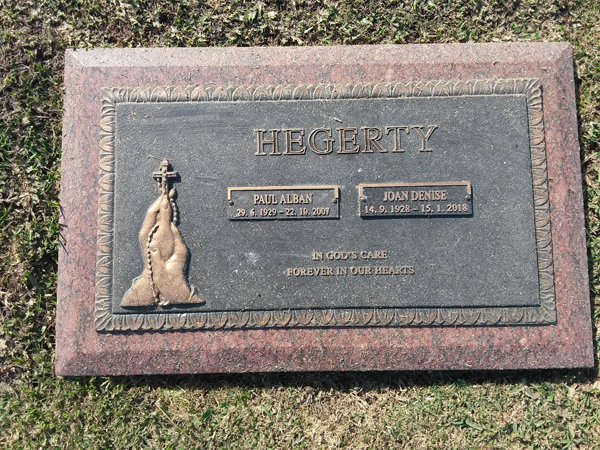 HEGERTY
PAUL ALBAN
29. 6. 1929 – 22. 10. 2007
JOAN DENISE
14. 9. 1928 – 15. 1. 2018
IN GOD'S CARE
FOREVER IN OUR HEARTS